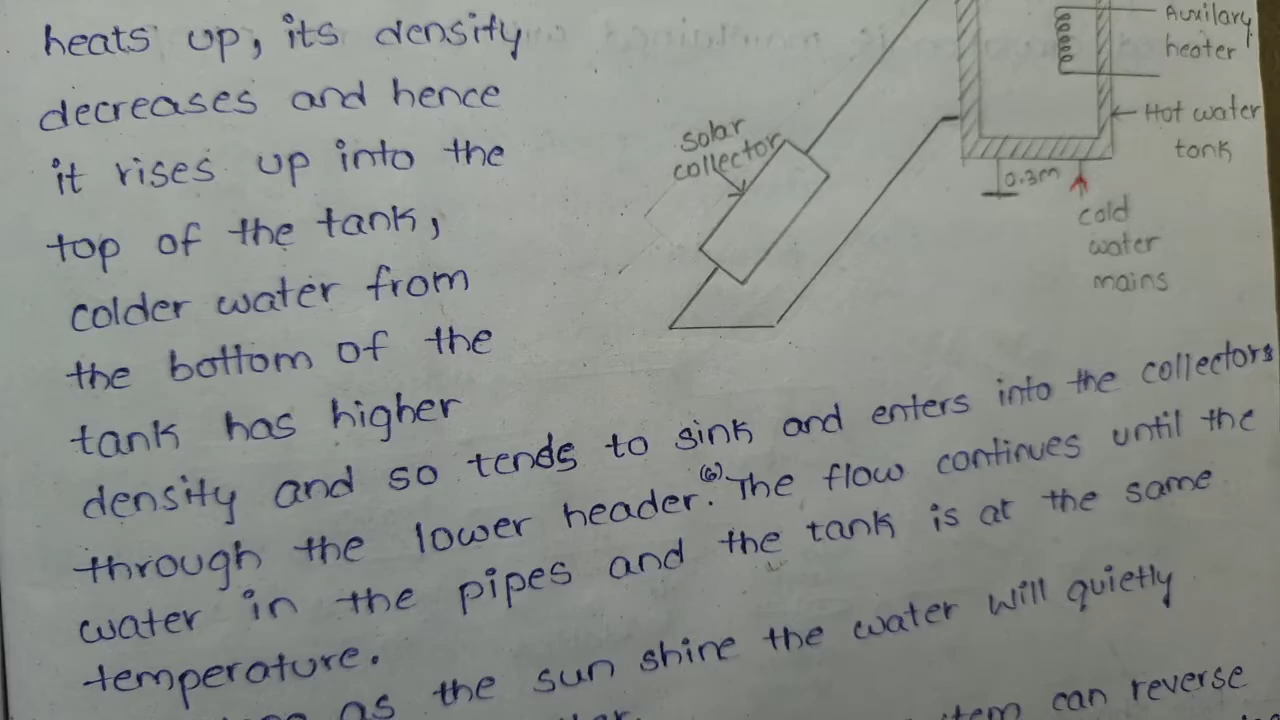 heats up, its density
decreases and hence
it rises up into the
top of the tank,
colder water from
the bottom of the
tank has higher
density and so tends to sink and enters into the collectors
through the lower header. (6) The flow continues until the
water in the pipes and the tank is at the same
temperature.
as the sun shine the water will quietly
can reverse
Auxilary
heater
Hot water
tank
solar
collector
0.3m
cold
water
mains